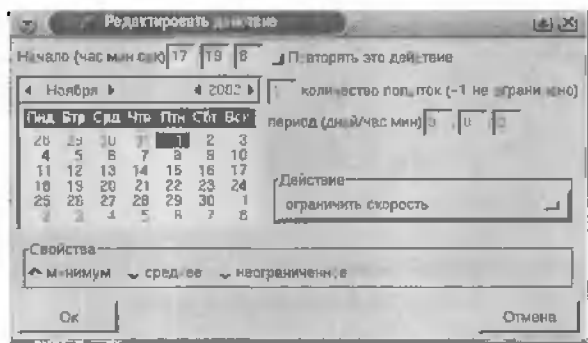 Редактировать действие
Начало (час мин сек) 17 19 6
Повторять это действие
Ноября 2002
количество попыток (-1 не ограничено)
Пнд Втр Срд Чтв Птн Сбт Вск
период (дней/час мин) 0 0
28 29 30 31 1 2 3
4 5 6 7 8 9 10
11 12 13 14 15 16 17
18 19 20 21 22 23 24
25 26 27 28 29 30 1
2 3 4 5 6 7 8
Действие
ограничить скорость
Свойства
минимум среднее неограниченное
Ок Отмена